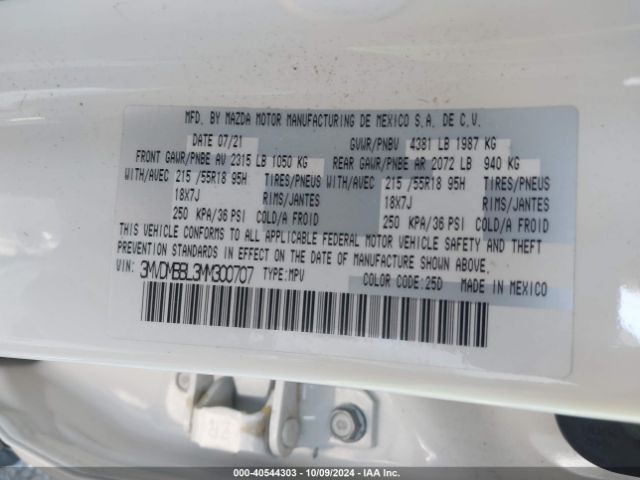 MFD. BY MAZDA MOTOR MANUFACTURING DE MEXICO S.A. DE C.V.
DATE 07/21 GVWR/PNBV 4381 LB 1987 KG
FRONT GAWR/PNBE AV 2315 LB 1050 KG REAR GAWR/PNBE AR 2072 LB 940 KG
WITH/AVEC 215 /55R18 95H TIRES/PNEUS WITH/AVEC 215 /55R18 95H TIRES/PNEUS
18X7J RIMS/JANTES 18X7J RIMS/JANTES
250 KPA/36 PSI COLD/A FROID 250 KPA/36 PSI COLD/A FROID
THIS VEHICLE CONFORMS TO ALL APPLICABLE FEDERAL MOTOR VEHICLE SAFETY AND THEFT
PREVENTION STANDARDS IN EFFECT ON THE DATE OF MANUFACTURE SHOWN ABOVE.
VIN: 3MVDMBBL3MM300707 TYPE:MPV COLOR CODE:25D MADE IN MEXICO
ZR
000-40544303 | 10/09/2024 | IAA Inc.